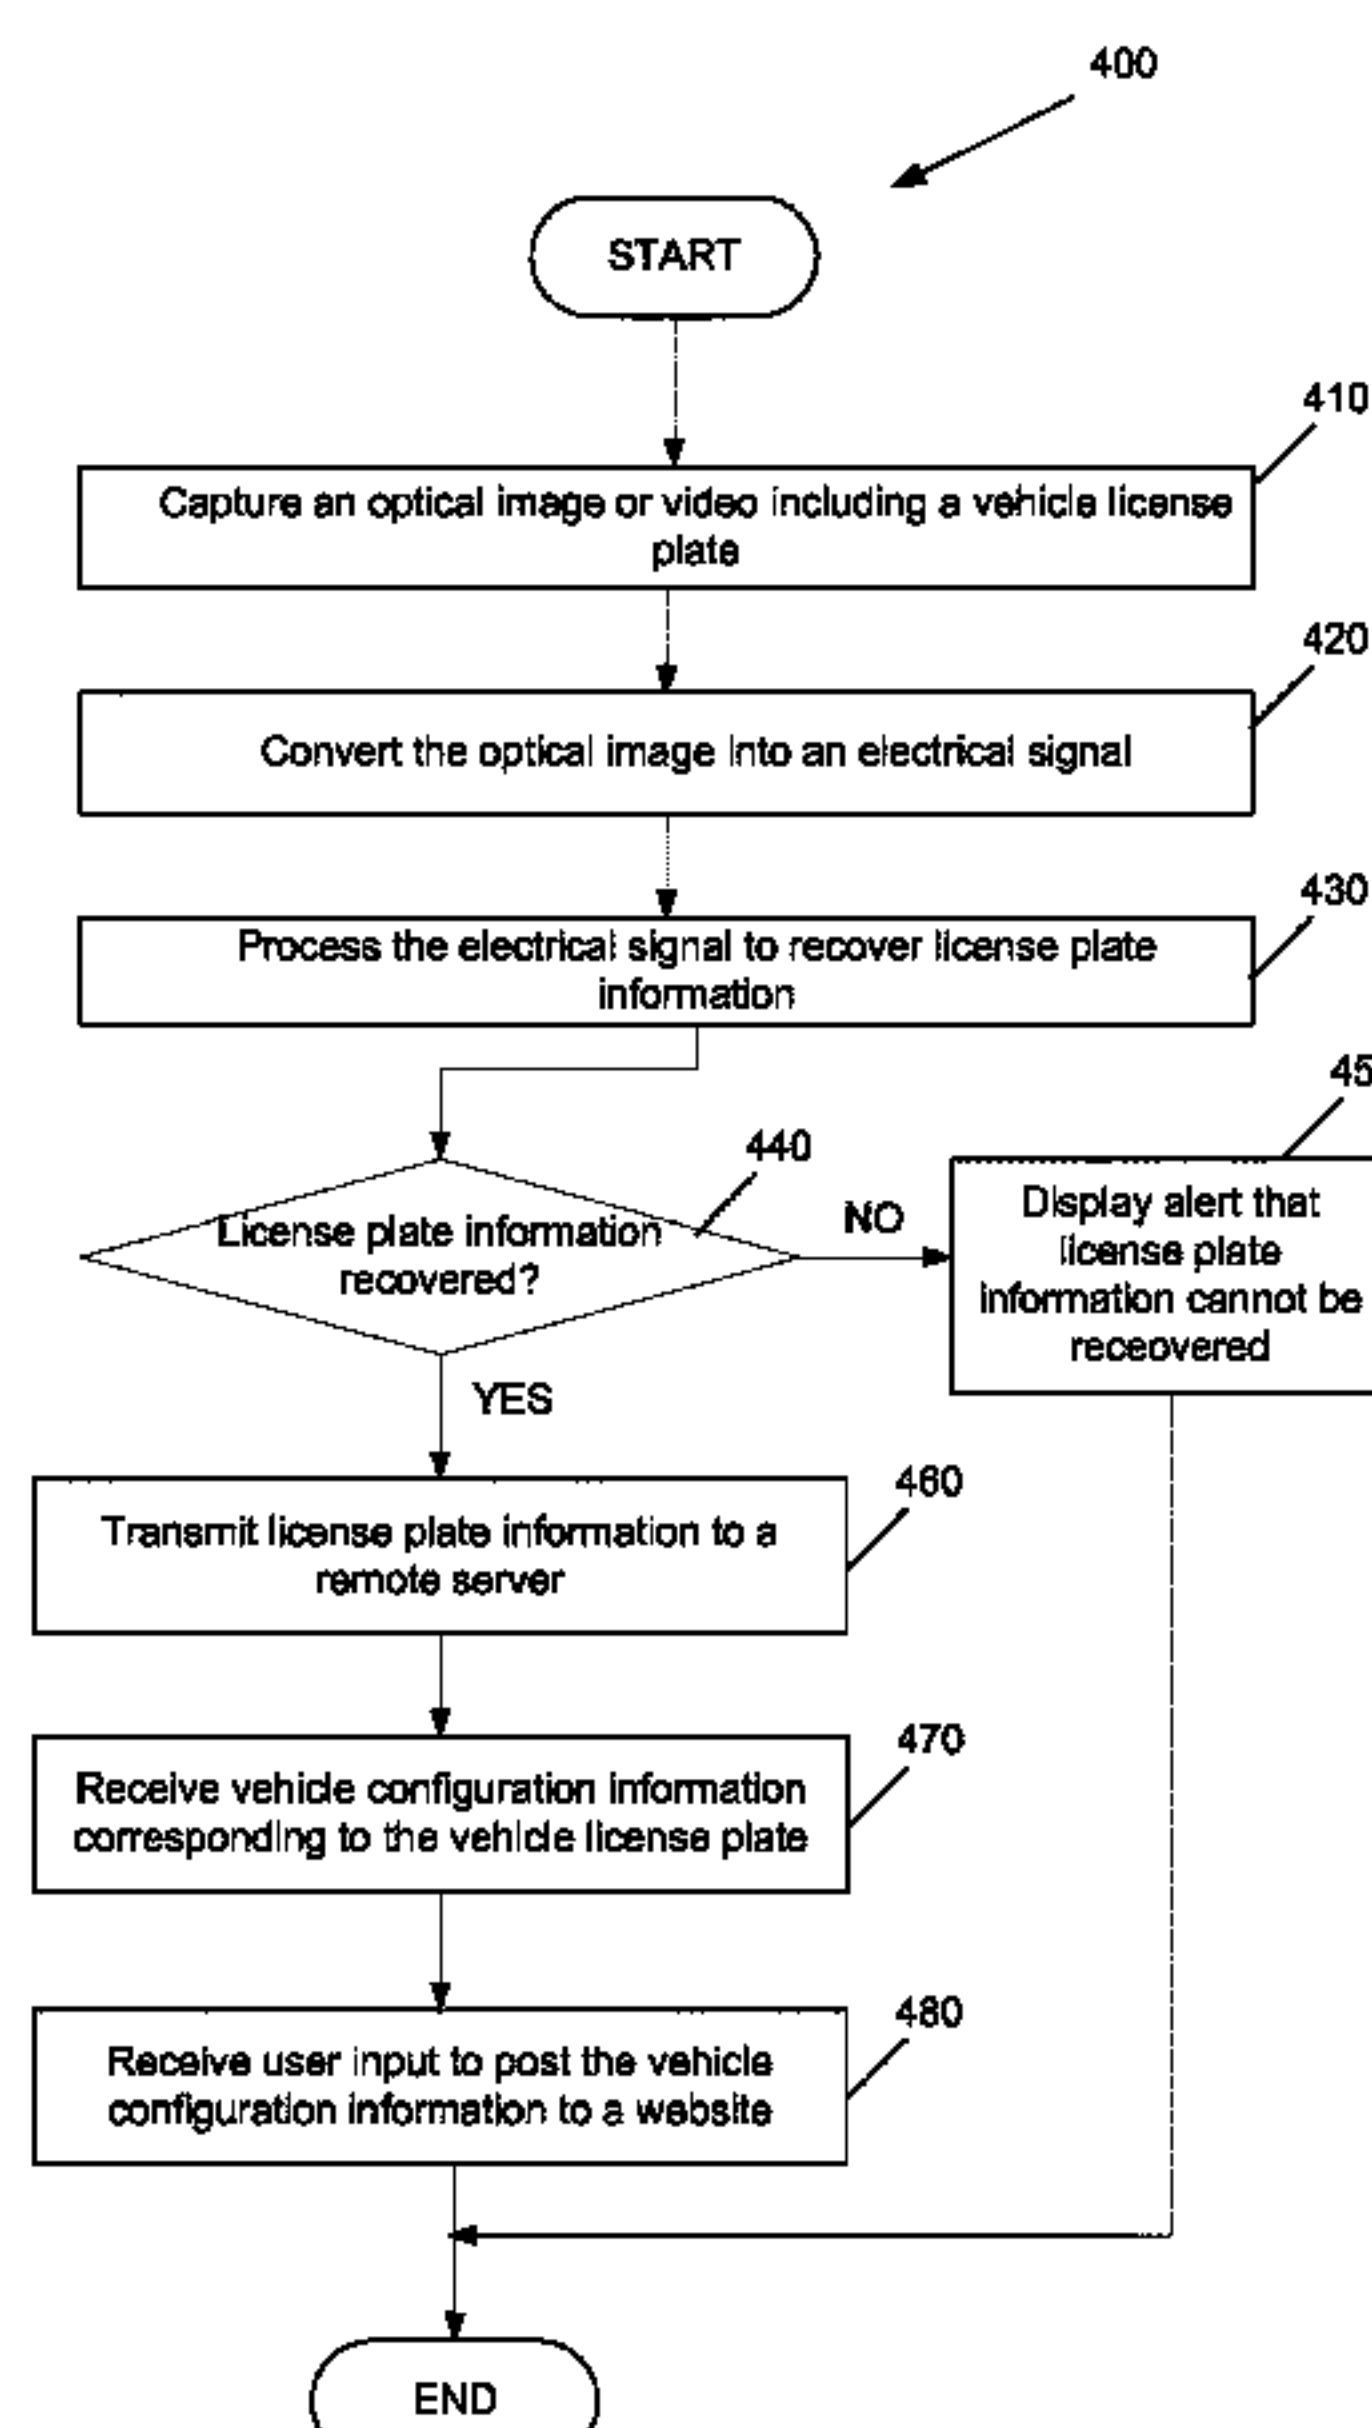 400
START
410
Capture an optical image or video including a vehicle license
plate
420
Convert the optical image into an electrical signal
430
Process the electrical signal to recover license plate
information
45
440
License plate information
recovered?
NO
Display alert that
license plate
information cannot be
receovered
YES
460
Transmit license plate information to a
remote server
470
Receive vehicle configuration information
corresponding to the vehicle license plate
480
Receive user input to post the vehicle
configuration information to a website
END